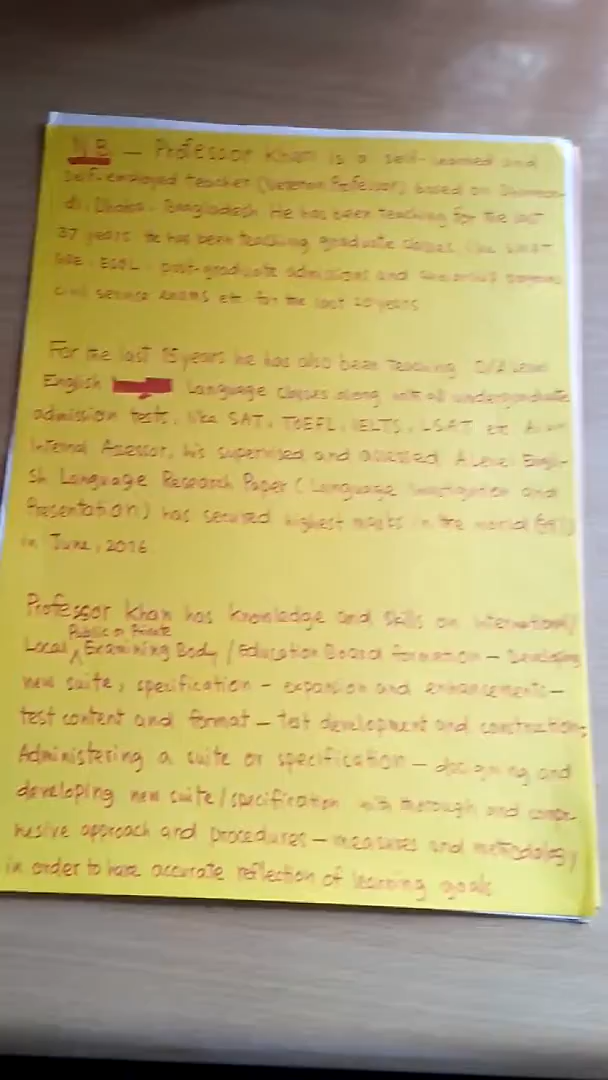 N.B. — Professor Khan is a self-learned and
self-employed teacher (Veteran Professor) based on Dhanmon-
di, Dhaka, Bangladesh. He has been teaching for the last
37 years. He has been teaching graduate classes, like GMAT
GRE, ESOL, post-graduate admissions and
civil service exams etc for the last 20 years
For the last 15 years he has also been teaching O/A Level
English Language classes along with all undergraduate
admission tests, like SAT, TOEFL, IELTS, LSAT etc As an
Internal Assessor, his supervised and assessed A Level Engli-
sh Language Research Paper (Language Investigation and
Presentation) has secured highest marks in the world
in June, 2016
Professor Khan has knowledge and skills on International/
Public or Private
Local, Examining Body / Education Board formation — Developing
new suite, specification - expansion and enhancements —
test content and format — test development and construction,
Administering a suite or specification — designing and
developing new suite/specification with thorough and compr-
hesive approach and procedures — measures and methodology
in order to have accurate reflection of learning goals